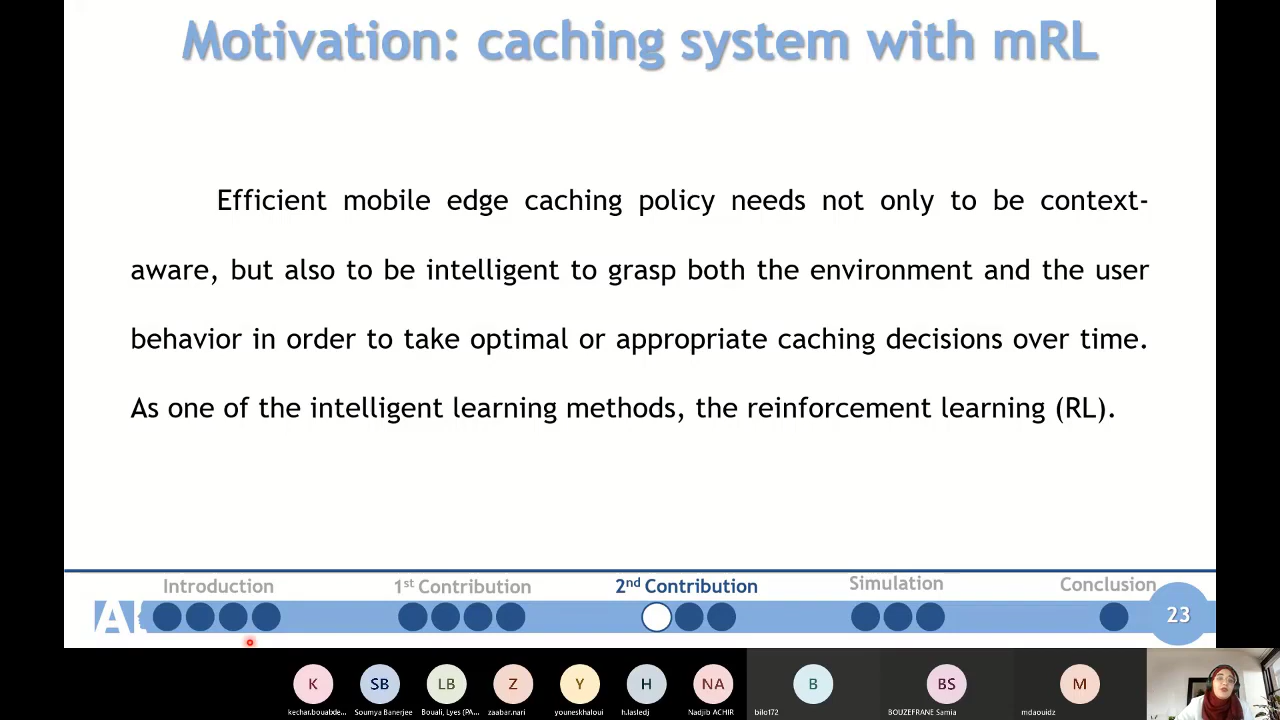 Motivation: caching system with mRL
Efficient mobile edge caching policy needs not only to be context-
aware, but also to be intelligent to grasp both the environment and the user
behavior in order to take optimal or appropriate caching decisions over time.
As one of the intelligent learning methods, the reinforcement learning (RL).
Introduction
1st Contribution
2nd Contribution
Simulation
Conclusion
23
K
SB
LB
Z
Y
H
NA
B
BS
M
kechar.bouabde...
Soumya Banerjee
Bouali, Lyes (PA...
zaabar.nari
youneskhaloui
h.lasledj
Nadjib ACHIR
bilo172
BOUZEFRANE Samia
mdaouidz